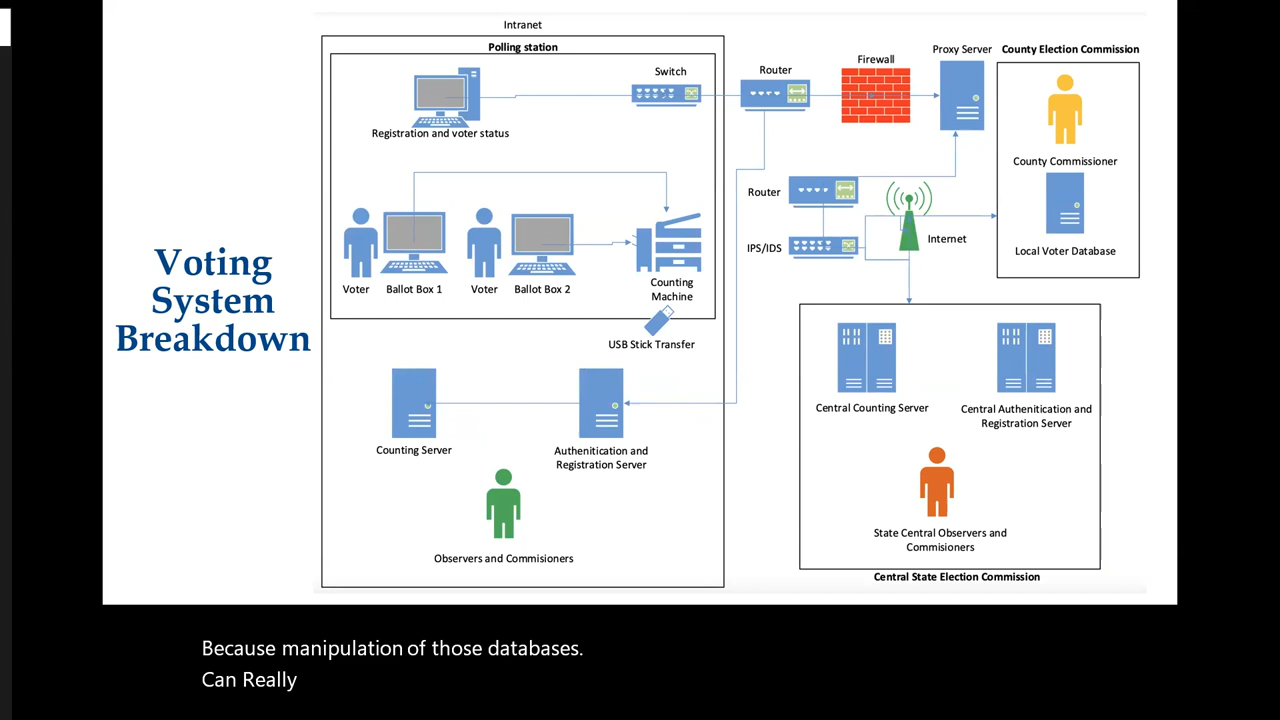 Voting
System
Breakdown
Intranet
Polling station
Registration and voter status
Switch
Router
Firewall
Proxy Server
County Election Commission
County Commissioner
Local Voter Database
Router
IPS/IDS
Internet
Voter
Ballot Box 1
Voter
Ballot Box 2
Counting
Machine
USB Stick Transfer
Counting Server
Authenitication and
Registration Server
Observers and Commisioners
Central Counting Server
Central Authenitication and
Registration Server
State Central Observers and
Commisioners
Central State Election Commission
Because manipulation of those databases.
Can Really